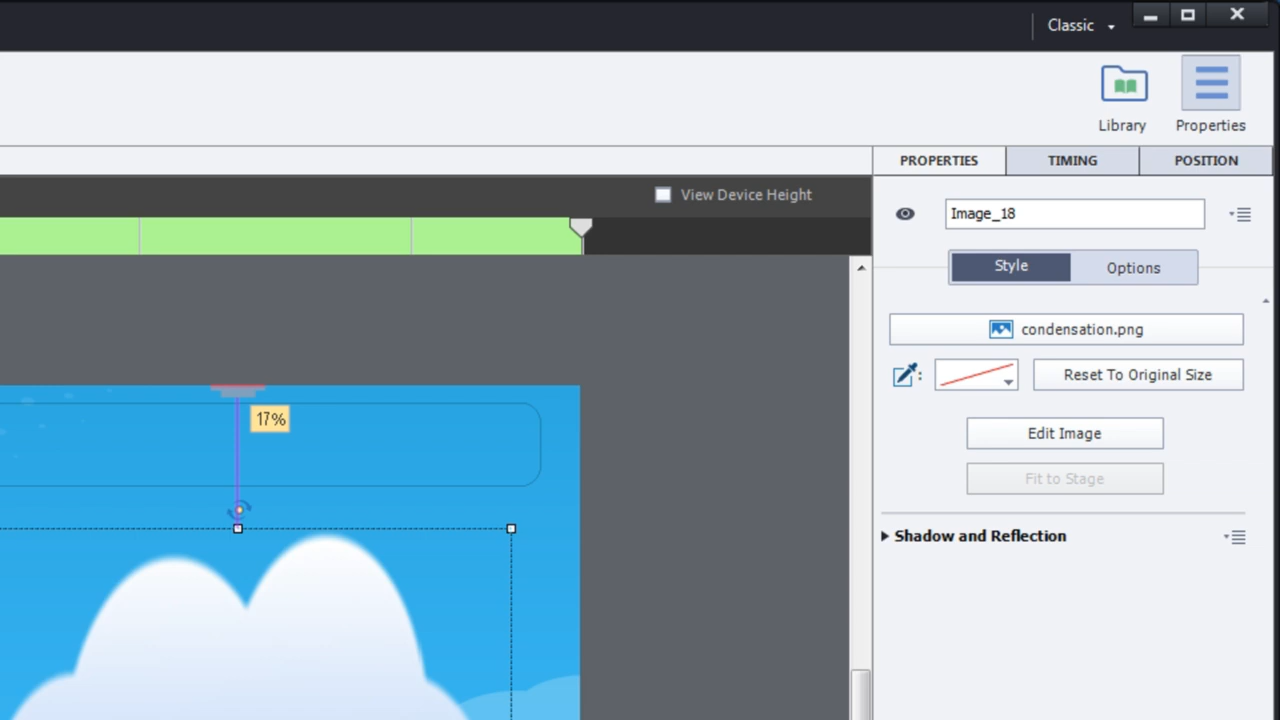 Classic
Library
Properties
PROPERTIES
TIMING
POSITION
View Device Height
Image_18
Style
Options
condensation.png
:
Reset To Original Size
17%
Edit Image
Fit to Stage
Shadow and Reflection